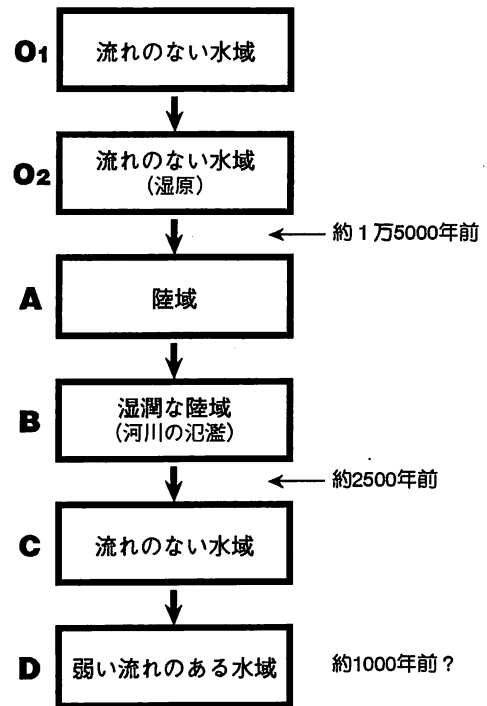 O1
流れのない水域
O2
流れのない水域
(湿原)
約1万5000年前
A
陸域
B
湿潤な陸域
(河川の氾濫)
約2500年前
C
流れのない水域
D
弱い流れのある水域
約1000年前?